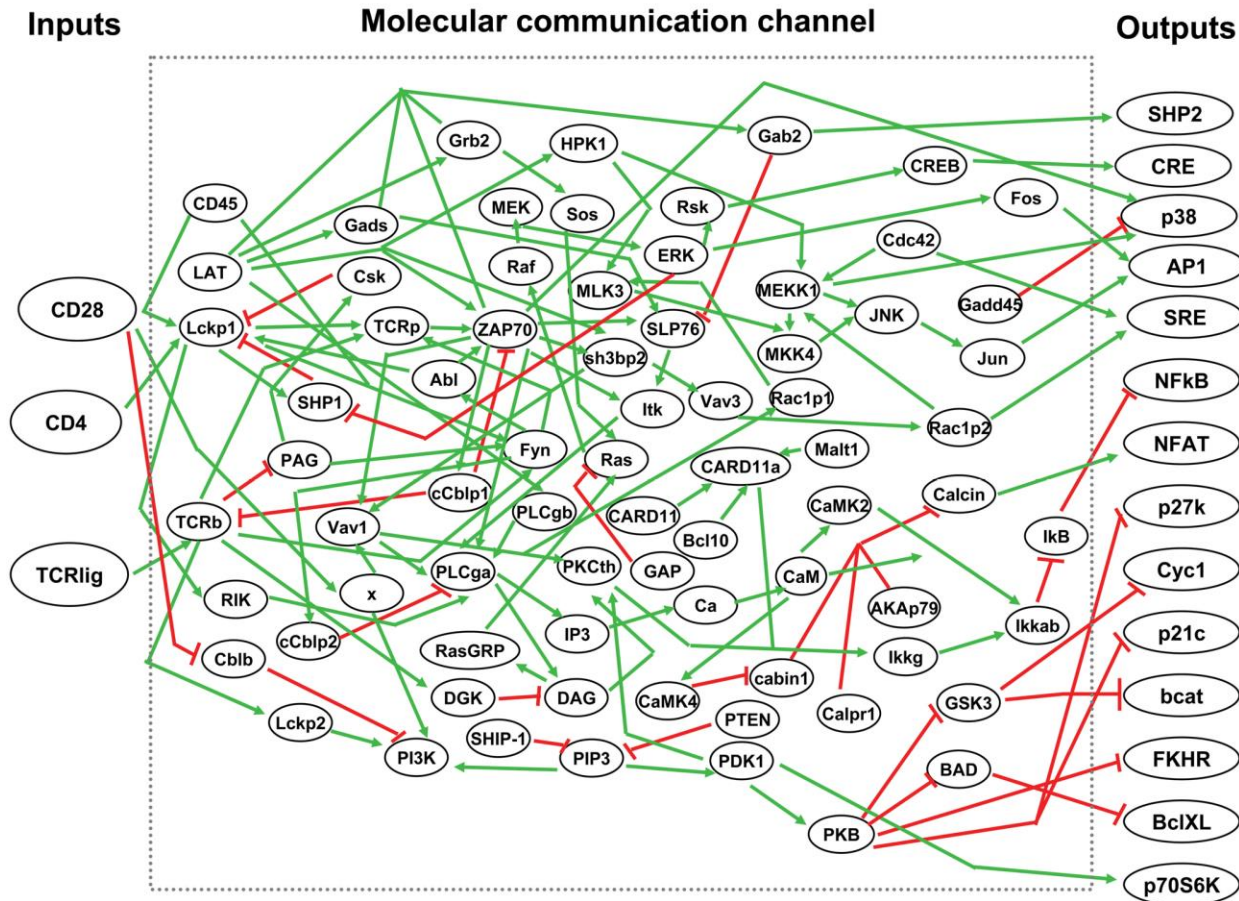 Inputs
Molecular communication channel
Outputs
SHP2
Grb2
HPK1
Gab2
CRE
CREB
CD45
MEK
Sos
Rsk
Fos
p38
Gads
ERK
Cdc42
LAT
Csk
Raf
MLK3
MEKK1
AP1
Gadd45
CD28
Lckp1
TCRp
ZAP70
SLP76
JNK
SRE
MKK4
Jun
sh3bp2
Abl
NFkB
SHP1
Itk
Vav3
Rac1p1
CD4
Rac1p2
NFAT
PAG
Fyn
Ras
CARD11a
Malt1
cCblp1
Calcin
p27k
TCRb
Vav1
PLCgb
CARD11
CaMK2
IkB
Bcl10
TCRlig
PLCga
PKCth
GAP
CaM
Cyc1
RIK
x
Ca
AKAp79
Ikkab
cCblp2
IP3
p21c
Cblb
RasGRP
Ikkg
cabin1
DGK
DAG
CaMK4
Calpr1
GSK3
bcat
Lckp2
SHIP-1
PTEN
PI3K
PIP3
PDK1
BAD
FKHR
PKB
BclXL
p70S6K